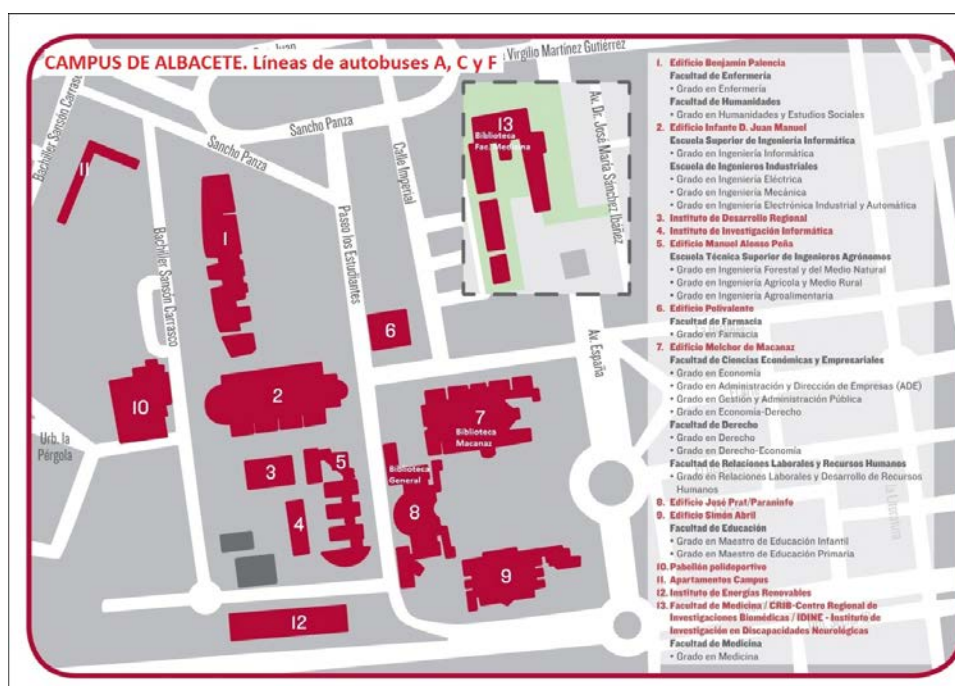 CAMPUS DE ALBACETE. Líneas de autobuses A, C y F
Virgilio Martínez Gutiérrez
Bachiller Sansón Carrasco
Sancho Panza
Sancho Panza
Calle Imperial
Av. Dr. José María Sánchez Ibáñez
Paseo los Estudiantes
Bachiller Sansón Carrasco
Av. España
Urb. la
Pérgola
11
1
13
Biblioteca
Fac. Medicina
6
10
2
7
Biblioteca
Macanaz
3
5
Biblioteca
General
4
8
9
12
1. Edificio Benjamín Palencia
Facultad de Enfermería
• Grado en Enfermería
Facultad de Humanidades
• Grado en Humanidades y Estudios Sociales
2. Edificio Infante D. Juan Manuel
Escuela Superior de Ingeniería Informática
• Grado en Ingeniería Informática
Escuela de Ingenieros Industriales
• Grado en Ingeniería Eléctrica
• Grado en Ingeniería Mecánica
• Grado en Ingeniería Electrónica Industrial y Automática
3. Instituto de Desarrollo Regional
4. Instituto de Investigación Informática
5. Edificio Manuel Alonso Peña
Escuela Técnica Superior de Ingenieros Agrónomos
• Grado en Ingeniería Forestal y del Medio Natural
• Grado en Ingeniería Agrícola y Medio Rural
• Grado en Ingeniería Agroalimentaria
6. Edificio Polivalente
Facultad de Farmacia
• Grado en Farmacia
7. Edificio Melchor de Macanaz
Facultad de Ciencias Económicas y Empresariales
• Grado en Economía
• Grado en Administración y Dirección de Empresas (ADE)
• Grado en Gestión y Administración Pública
• Grado en Economía-Derecho
Facultad de Derecho
• Grado en Derecho
• Grado en Derecho-Economía
Facultad de Relaciones Laborales y Recursos Humanos
• Grado en Relaciones Laborales y Desarrollo de Recursos
Humanos
8. Edificio José Prat/Paraninfo
9. Edificio Simón Abril
Facultad de Educación
• Grado en Maestro de Educación Infantil
• Grado en Maestro de Educación Primaria
10. Pabellón polideportivo
11. Apartamentos Campus
12. Instituto de Energías Renovables
13. Facultad de Medicina / CRIB-Centro Regional de
Investigaciones Biomédicas / IDINE - Instituto de
Investigación en Discapacidades Neurológicas
Facultad de Medicina
• Grado en Medicina